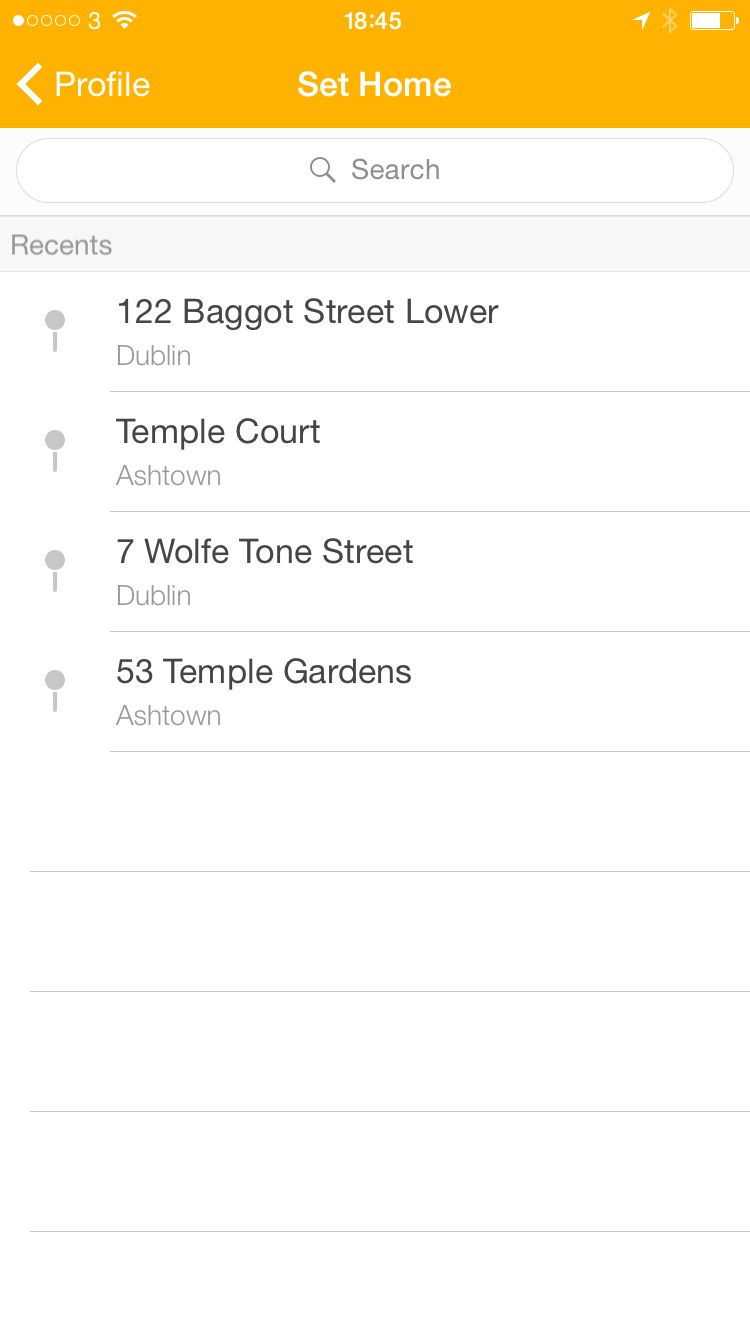 3 18:45
Profile Set Home
Search
Recents
122 Baggot Street Lower
Dublin
Temple Court
Ashtown
7 Wolfe Tone Street
Dublin
53 Temple Gardens
Ashtown